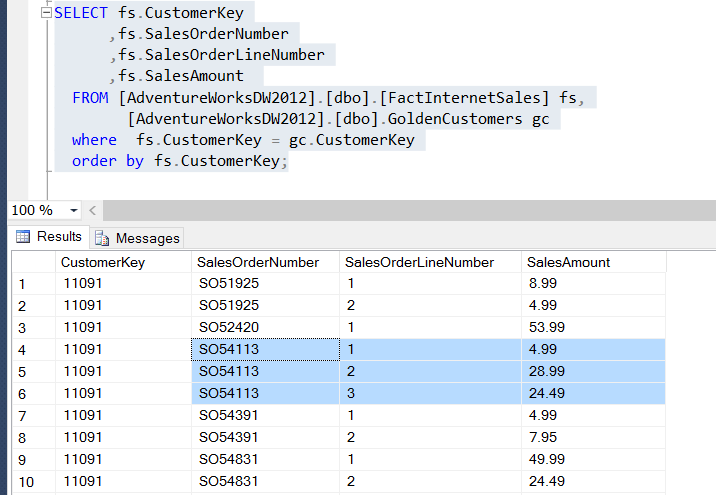 SELECT fs.CustomerKey
,fs.SalesOrderNumber
,fs.SalesOrderLineNumber
,fs.SalesAmount
FROM [AdventureWorksDW2012].[dbo].[FactInternetSales] fs,
[AdventureWorksDW2012].[dbo].GoldenCustomers gc
where fs.CustomerKey = gc.CustomerKey
order by fs.CustomerKey;
100 %
Results Messages
CustomerKey SalesOrderNumber SalesOrderLineNumber SalesAmount
1 11091 SO51925 1 8.99
2 11091 SO51925 2 4.99
3 11091 SO52420 1 53.99
4 11091 SO54113 1 4.99
5 11091 SO54113 2 28.99
6 11091 SO54113 3 24.49
7 11091 SO54391 1 4.99
8 11091 SO54391 2 7.95
9 11091 SO54831 1 49.99
10 11091 SO54831 2 24.49